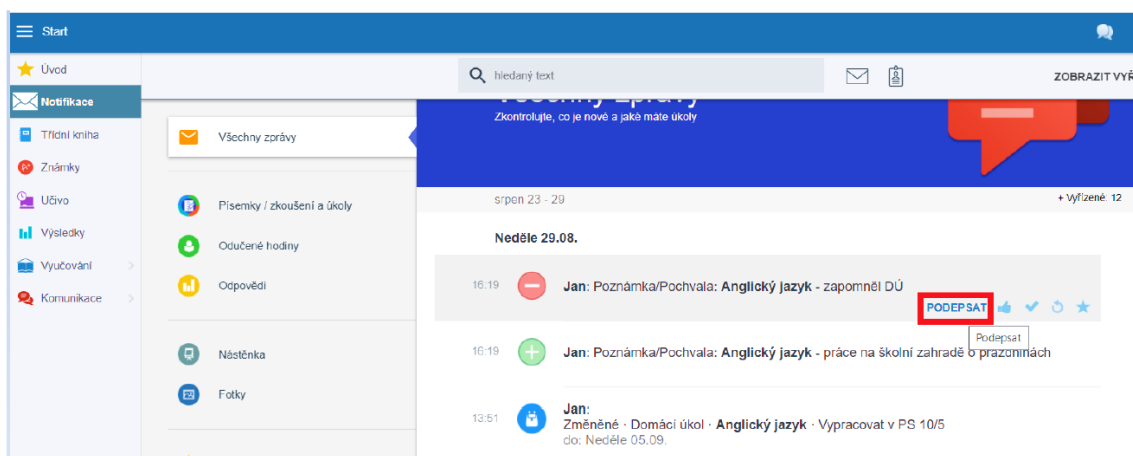 Start
Úvod
Notifikace
Třídní kniha
Známky
Učivo
Výsledky
Vyučování
Komunikace
hledaný text
ZOBRAZIT VYŘ
Všechny zprávy
Písemky / zkoušení a úkoly
Odučené hodiny
Odpovědi
Nástěnka
Fotky
Všechny zprávy
Zkontrolujte, co je nové a jaké máte úkoly
srpen 23 - 29
+ Vyřízené: 12
Neděle 29.08.
16:19 Jan: Poznámka/Pochvala: Anglický jazyk - zapomněl DÚ
PODEPSAT
Podepsat
16:19 Jan: Poznámka/Pochvala: Anglický jazyk - práce na školní zahradě o prázdninách
13:51 Jan:
Změněné · Domácí úkol · Anglický jazyk · Vypracovat v PS 10/5
do: Neděle 05.09.